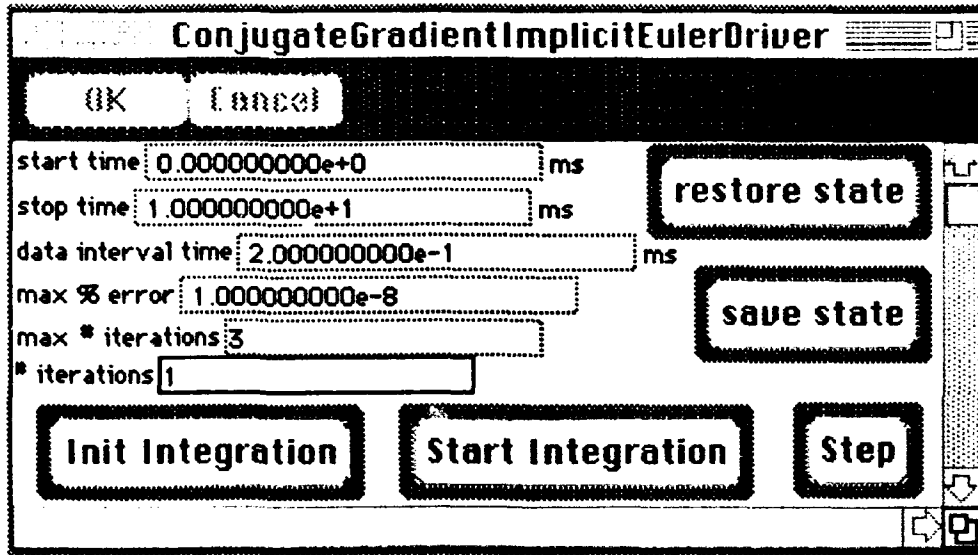 ConjugateGradientImplicitEulerDriver
OK Cancel
start time 0.000000000e+0 ms
restore state
stop time 1.000000000e+1 ms
data interval time 2.000000000e-1 ms
max % error 1.000000000e-8
save state
max # iterations 3
# iterations 1
Init Integration Start Integration Step